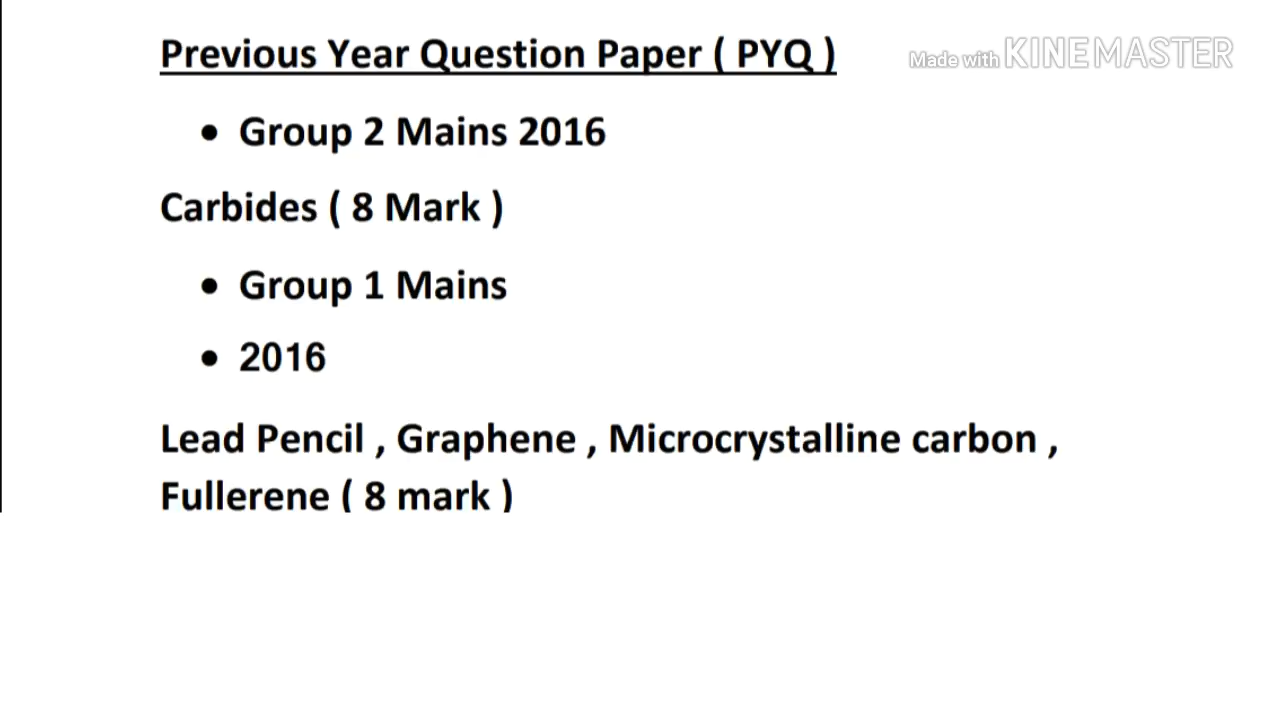 Previous Year Question Paper ( PYQ )
Made with KINEMASTER
• Group 2 Mains 2016
Carbides ( 8 Mark )
• Group 1 Mains
• 2016
Lead Pencil , Graphene , Microcrystalline carbon ,
Fullerene ( 8 mark )